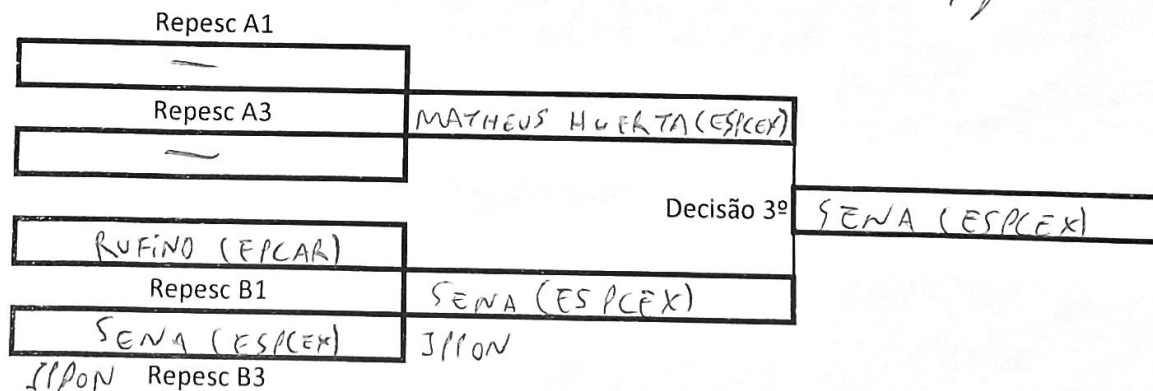 Repesc A1
—
Repesc A3
MATHEUS HUERTA (ESPCEX)
—
Decisão 3º
SENA (ESPCEX)
RUFINO (EPCAR)
Repesc B1
SENA (ESPCEX)
SENA (ESPCEX)
IPPON
IPPON Repesc B3